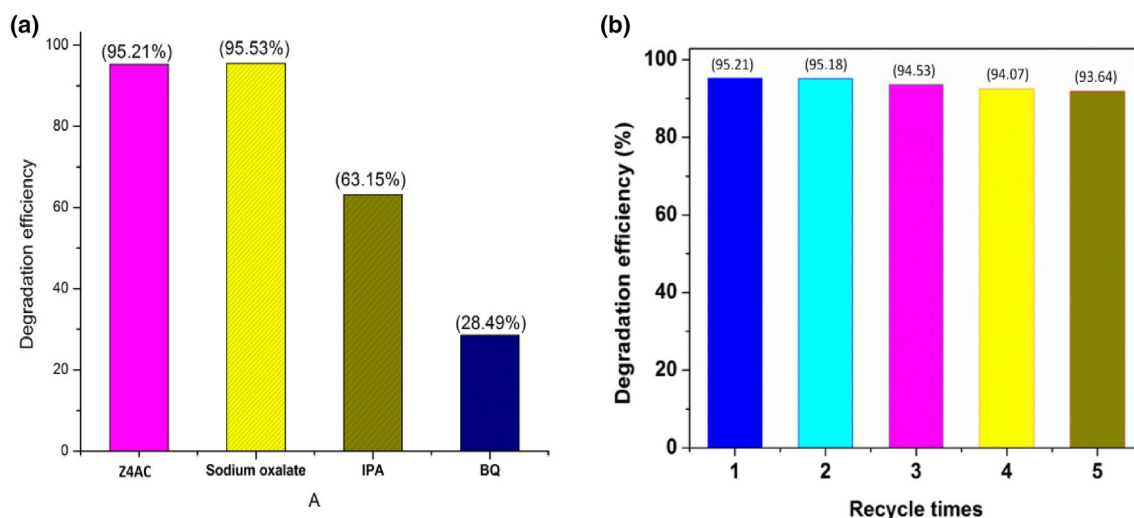 (a)
Degradation efficiency
100
80
60
40
20
0
(95.21%)
(95.53%)
(63.15%)
(28.49%)
Z4AC
Sodium oxalate
IPA
BQ
A
(b)
Degradation efficiency (%)
100
80
60
40
20
0
(95.21)
(95.18)
(94.53)
(94.07)
(93.64)
1
2
3
4
5
Recycle times